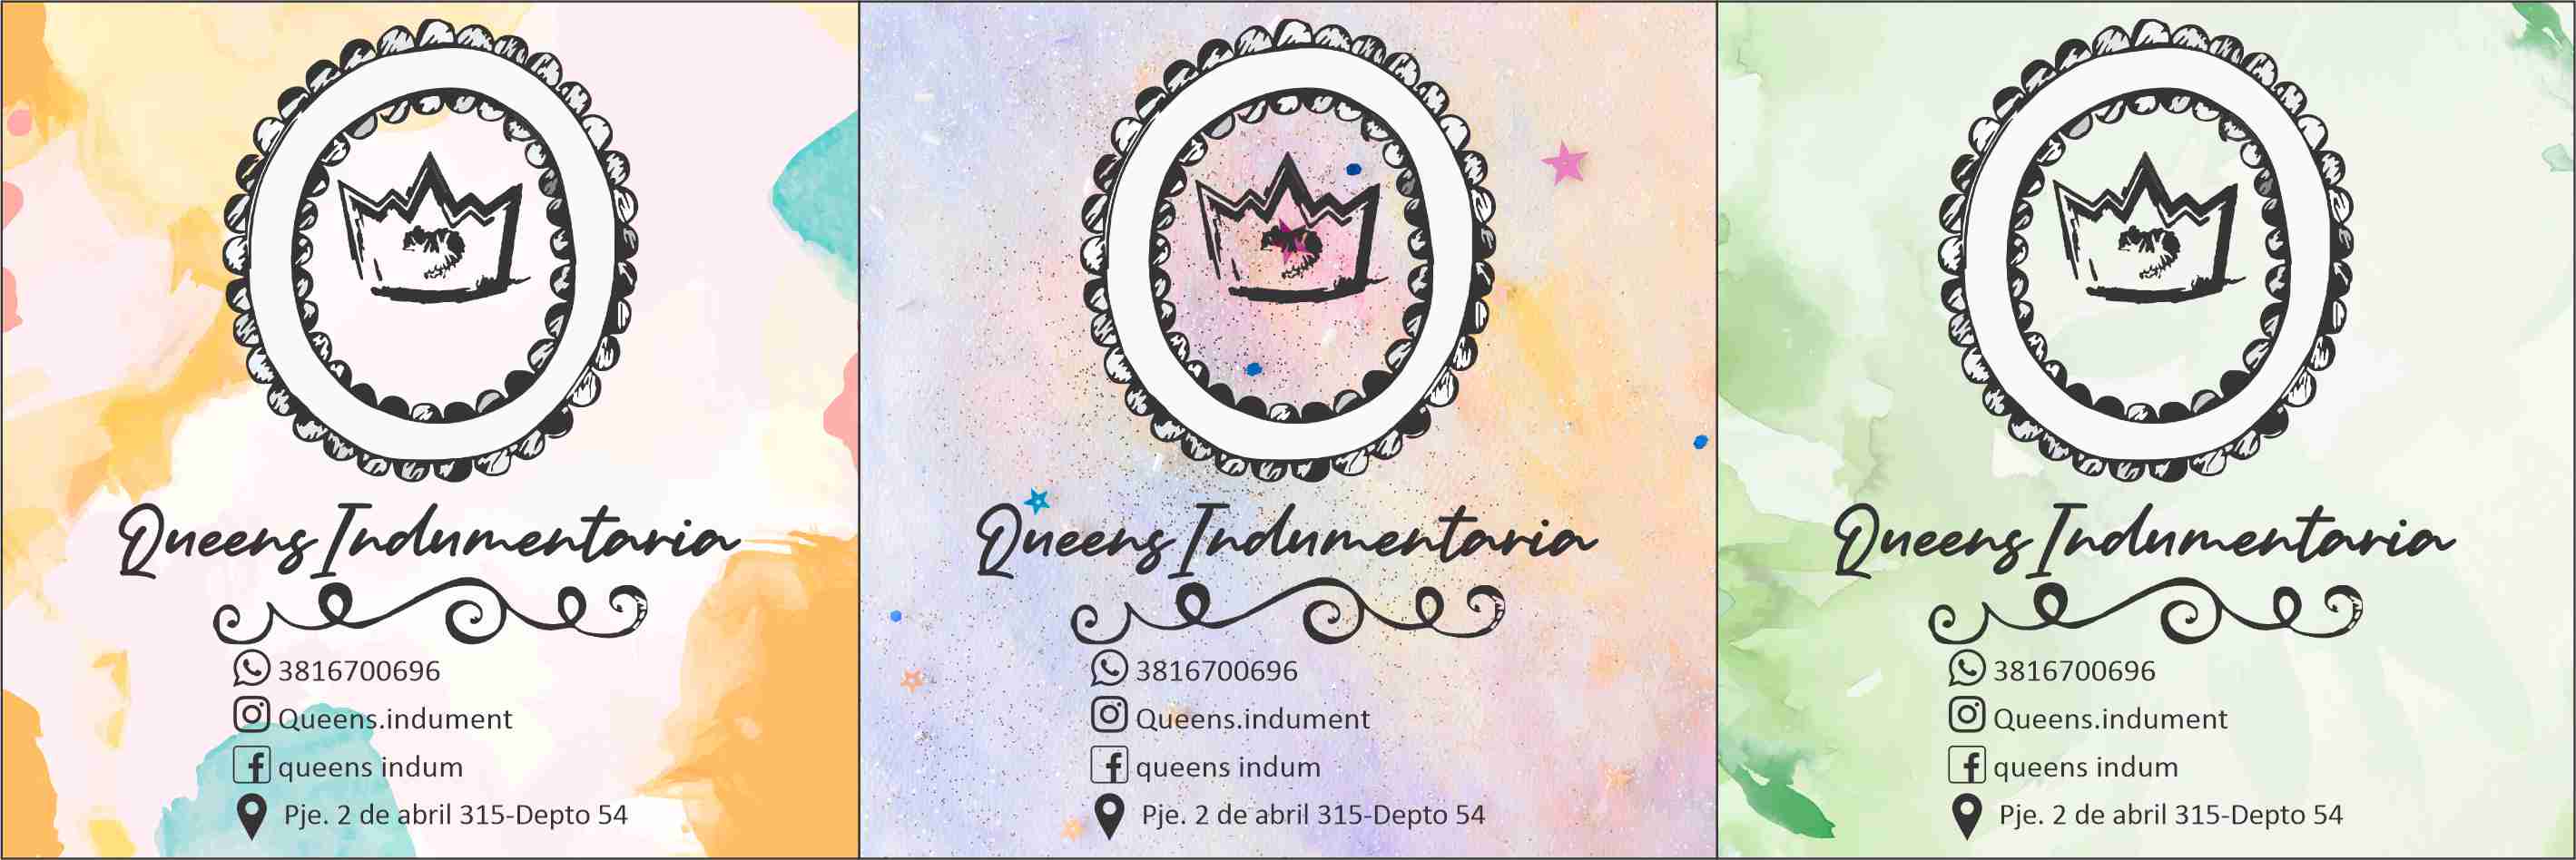 Queens Indumentaria
3816700696
Queens.indument
queens indum
Pje. 2 de abril 315-Depto 54
Queens Indumentaria
3816700696
Queens.indument
queens indum
Pje. 2 de abril 315-Depto 54
Queens Indumentaria
3816700696
Queens.indument
queens indum
Pje. 2 de abril 315-Depto 54